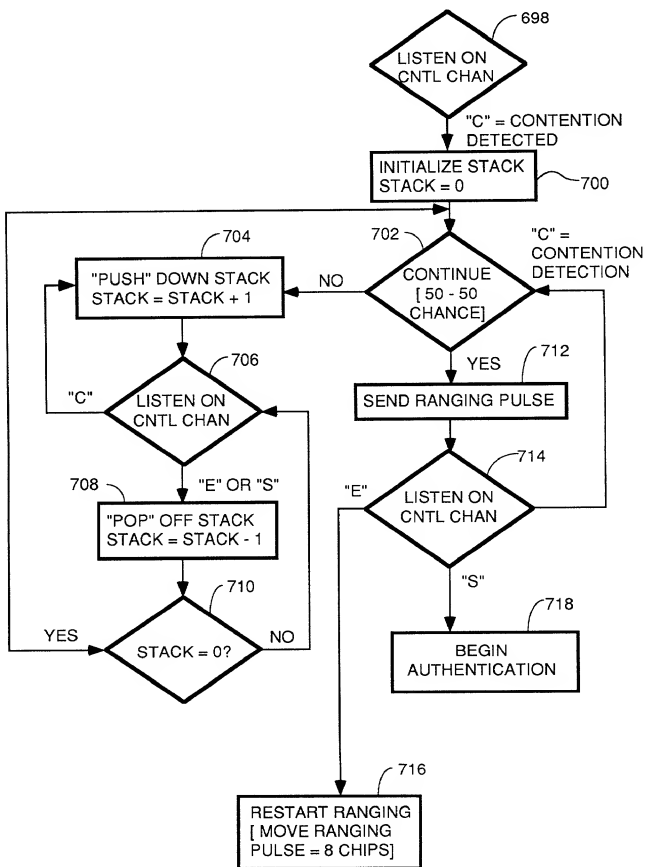 698
LISTEN ON
CNTL CHAN
"C" = CONTENTION
DETECTED
INITIALIZE STACK
STACK = 0
700
704
"PUSH" DOWN STACK
STACK = STACK + 1
NO
702
CONTINUE
[ 50 - 50
CHANCE]
"C" =
CONTENTION
DETECTION
YES
712
SEND RANGING PULSE
706
LISTEN ON
CNTL CHAN
"C"
"E" OR "S"
708
"POP" OFF STACK
STACK = STACK - 1
710
STACK = 0?
YES
NO
714
LISTEN ON
CNTL CHAN
"E"
"S"
718
BEGIN
AUTHENTICATION
716
RESTART RANGING
[ MOVE RANGING
PULSE = 8 CHIPS]